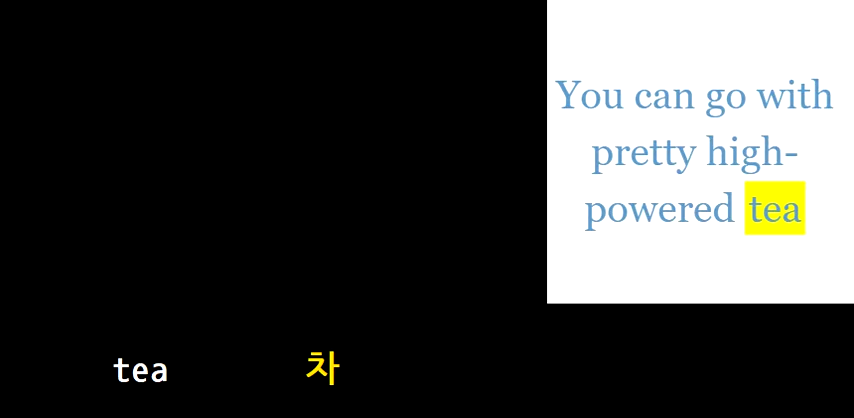 You can go with
pretty high-
powered tea
tea 차